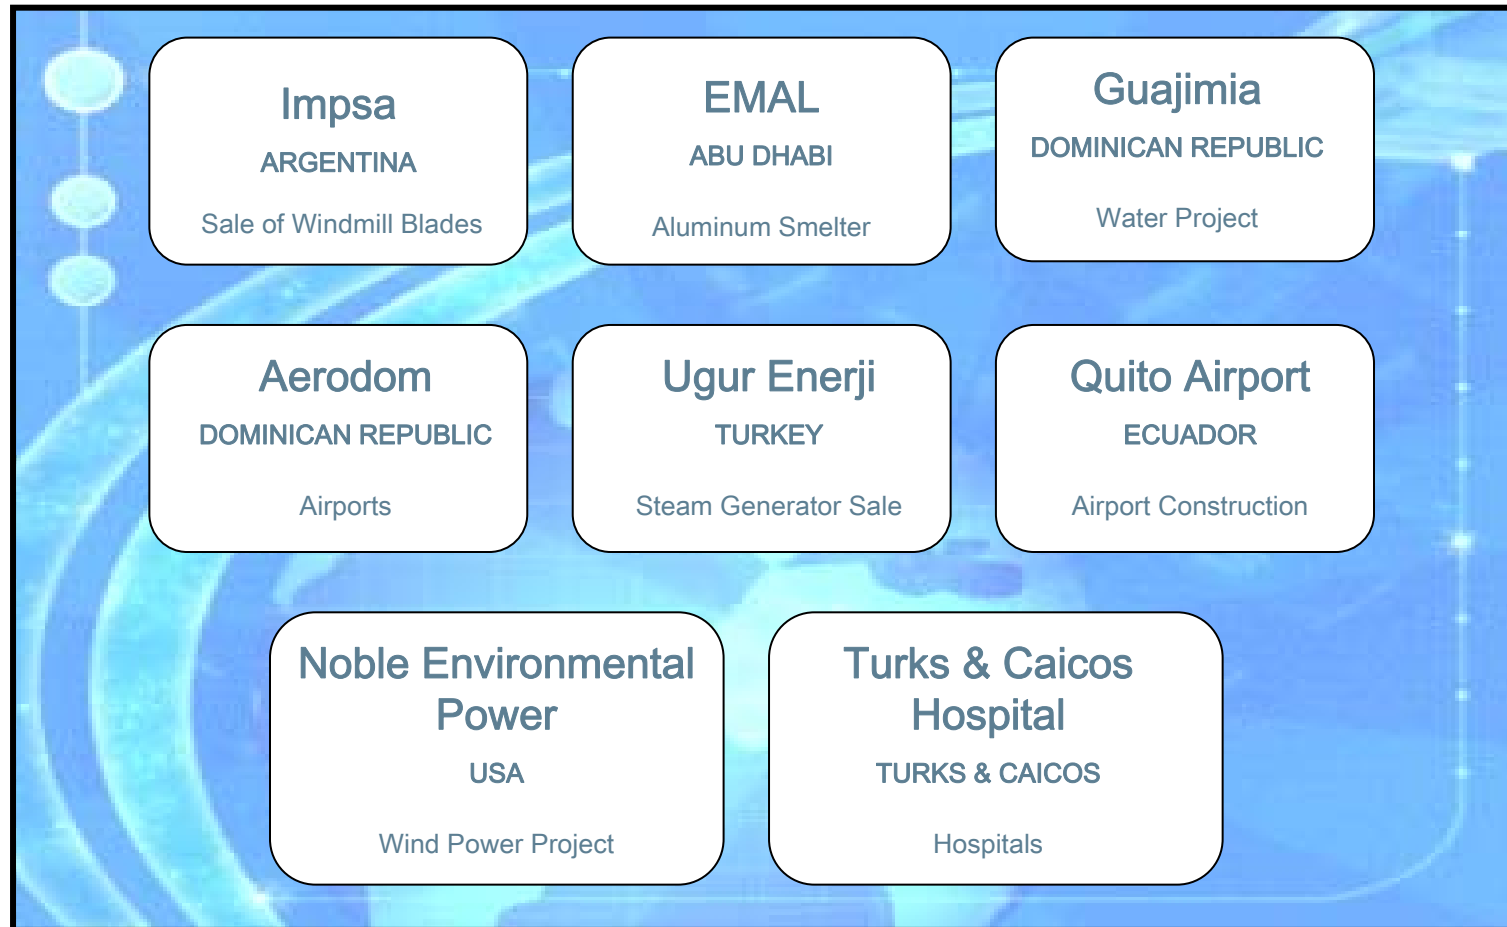 Impsa
ARGENTINA
Sale of Windmill Blades
EMAL
ABU DHABI
Aluminum Smelter
Guajimia
DOMINICAN REPUBLIC
Water Project
Aerodom
DOMINICAN REPUBLIC
Airports
Ugur Enerji
TURKEY
Steam Generator Sale
Quito Airport
ECUADOR
Airport Construction
Noble Environmental
Power
USA
Wind Power Project
Turks & Caicos
Hospital
TURKS & CAICOS
Hospitals